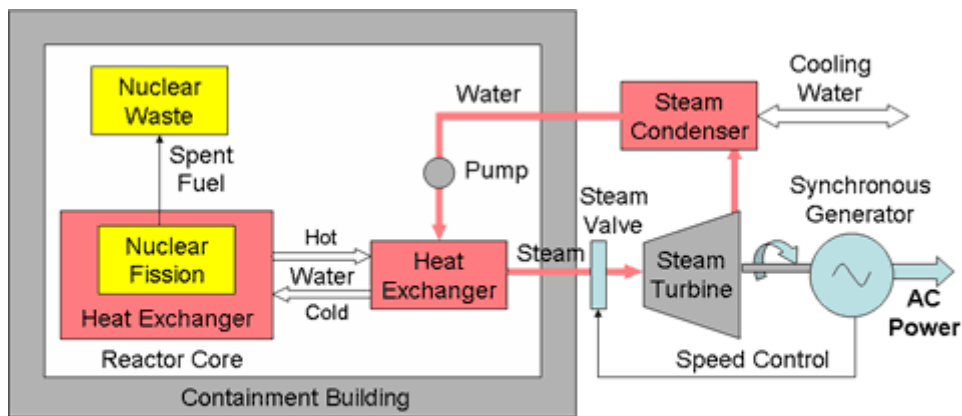 Nuclear
Waste
Spent
Fuel
Nuclear
Fission
Heat Exchanger
Reactor Core
Hot
Water
Cold
Water
Pump
Heat
Exchanger
Steam
Steam
Valve
Steam
Condenser
Cooling
Water
Steam
Turbine
Synchronous
Generator
AC
Power
Speed Control
Containment Building